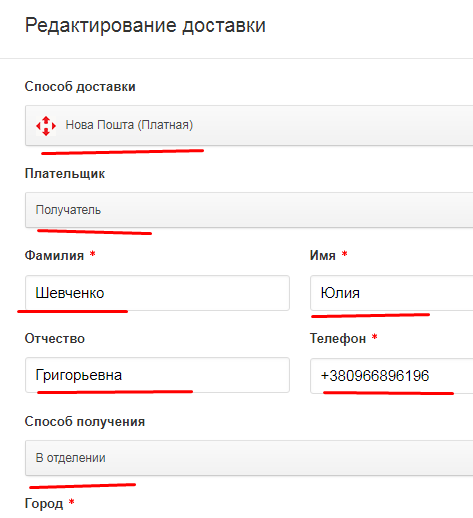 Редактирование доставки
Способ доставки
Нова Пошта (Платная)
Плательщик
Получатель
Фамилия * Имя *
Шевченко Юлия
Отчество Телефон *
Григорьевна +380966896196
Способ получения
В отделении
Город *